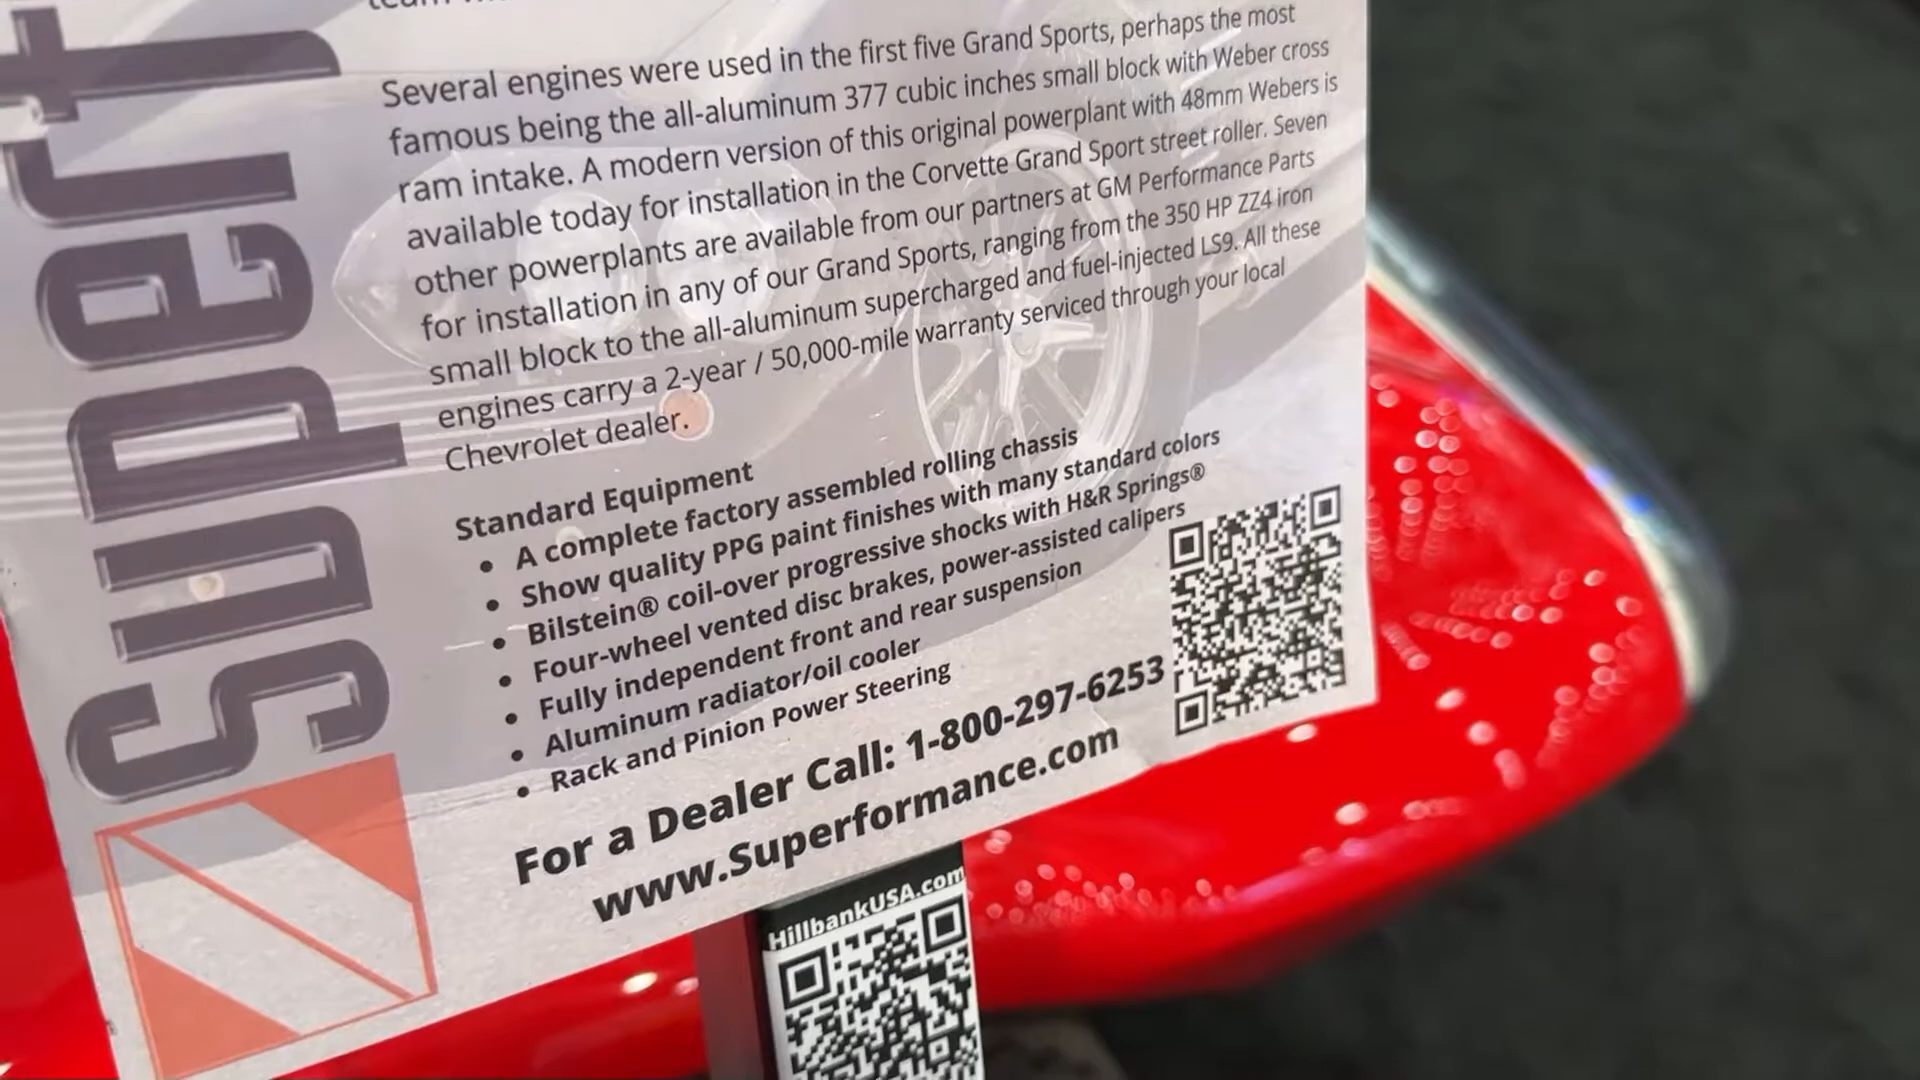 Several engines were used in the first five Grand Sports, perhaps the most
famous being the all-aluminum 377 cubic inches small block with Weber cross
ram intake. A modern version of this original powerplant with 48mm Webers is
available today for installation in the Corvette Grand Sport street roller. Seven
other powerplants are available from our partners at GM Performance Parts
for installation in any of our Grand Sports, ranging from the 350 HP ZZ4 iron
small block to the all-aluminum supercharged and fuel-injected LS9. All these
engines carry a 2-year / 50,000-mile warranty serviced through your local
Chevrolet dealer.
Standard Equipment
• A complete factory assembled rolling chassis
• Show quality PPG paint finishes with many standard colors
• Bilstein® coil-over progressive shocks with H&R Springs®
• Four-wheel vented disc brakes, power-assisted calipers
• Fully independent front and rear suspension
• Aluminum radiator/oil cooler
• Rack and Pinion Power Steering
For a Dealer Call: 1-800-297-6253
www.Superformance.com
HillbankUSA.com